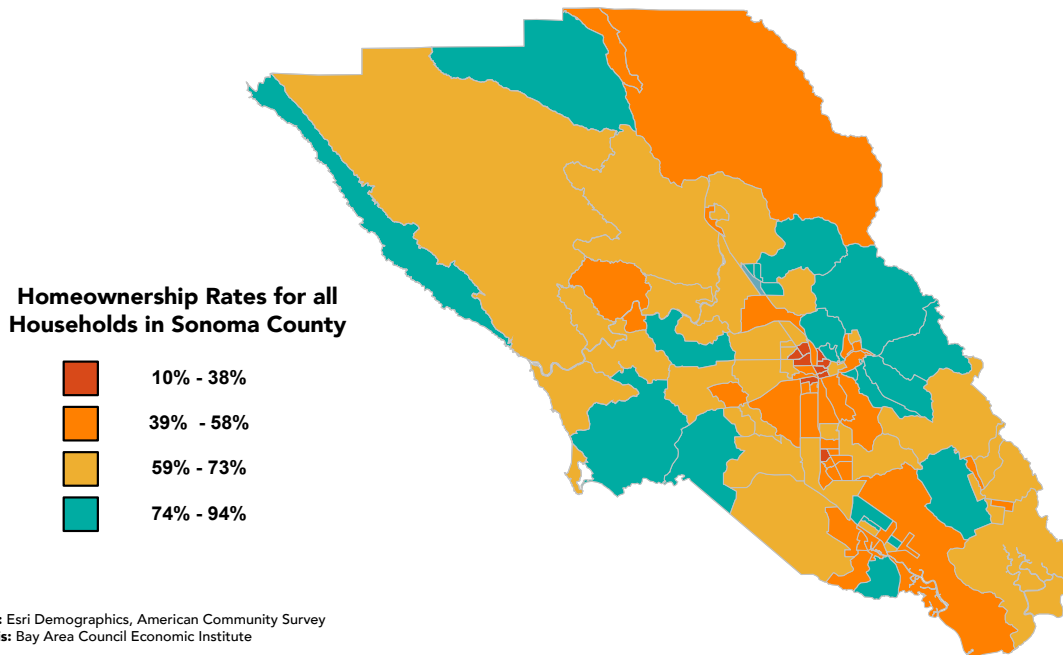 Homeownership Rates for all
Households in Sonoma County
10% - 38%
39% - 58%
59% - 73%
74% - 94%
: Esri Demographics, American Community Survey
is: Bay Area Council Economic Institute